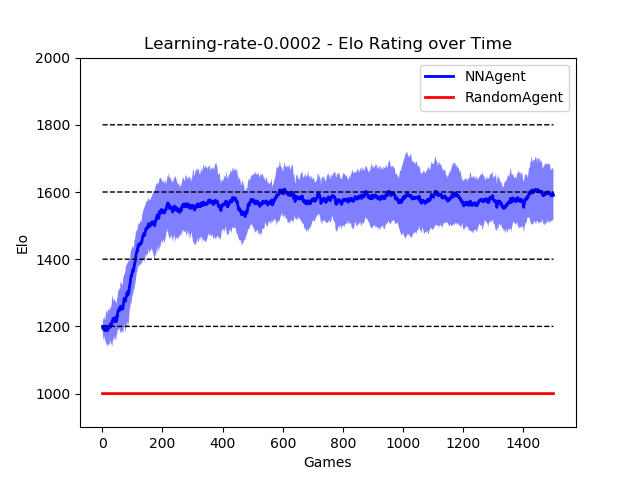 Learning-rate-0.0002 - Elo Rating over Time
NNAgent
RandomAgent
2000
1800
1600
1400
1200
1000
Elo
0 200 400 600 800 1000 1200 1400
Games